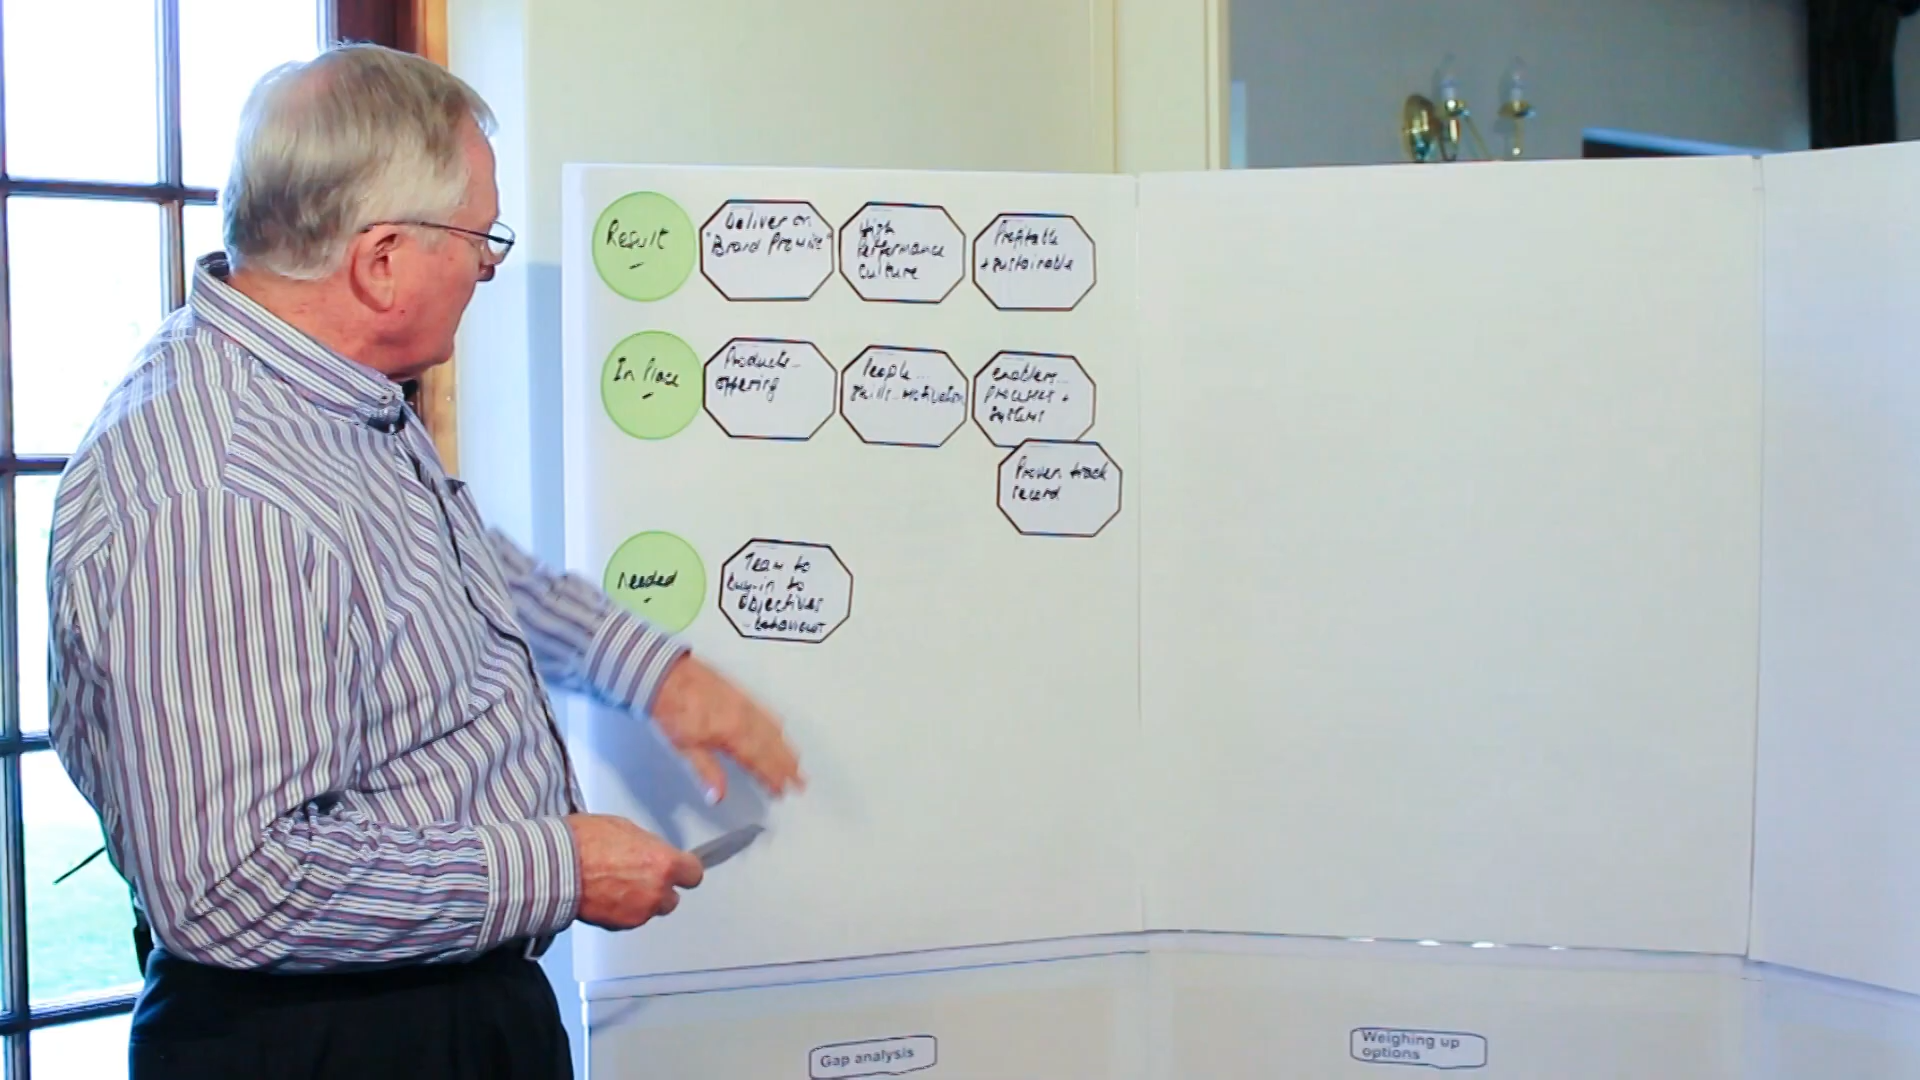 Result
Deliver on
"Brand Promise"
High
Performance
Culture
Profitable
+ sustainable
In Place
Products...
offering
People...
skills...motivation
enablers...
processes +
systems
Proven track
record
Needed
Team to
buy-in to
objectives
.. behaviour
Gap analysis
Weighing up
options